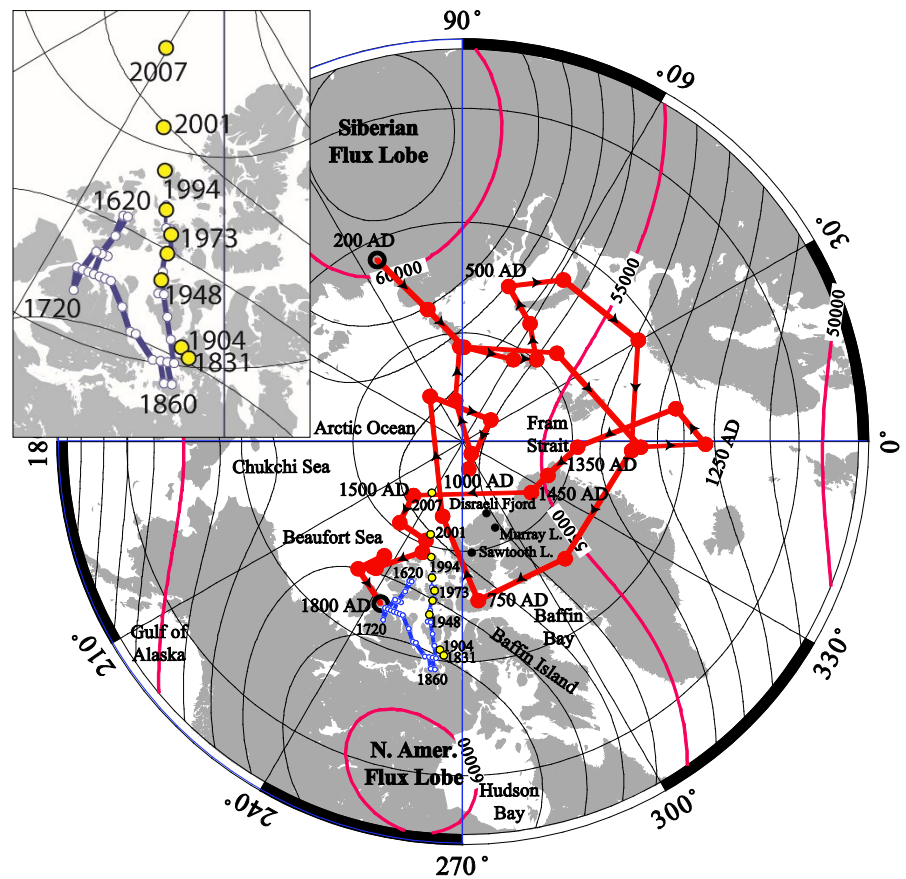 90°
60°
30°
0°
330°
300°
270°
240°
210°
18
2007
2001
1994
1620
1973
1948
1720
1904
1831
1860
Siberian
Flux Lobe
200 AD
60000
500 AD
55000
50000
Arctic Ocean
Fram
Strait
1250 AD
1350 AD
Chukchi Sea
1000 AD
1500 AD
1450 AD
2007
Disraeli Fjord
55000
Beaufort Sea
2001
Murray L.
Sawtooth L.
1994
1620
1973
1800 AD
750 AD
1948
1720
Baffin
Bay
Gulf of
Alaska
1904
1831
Baffin Island
1860
N. Amer.
Flux Lobe
60000
Hudson
Bay